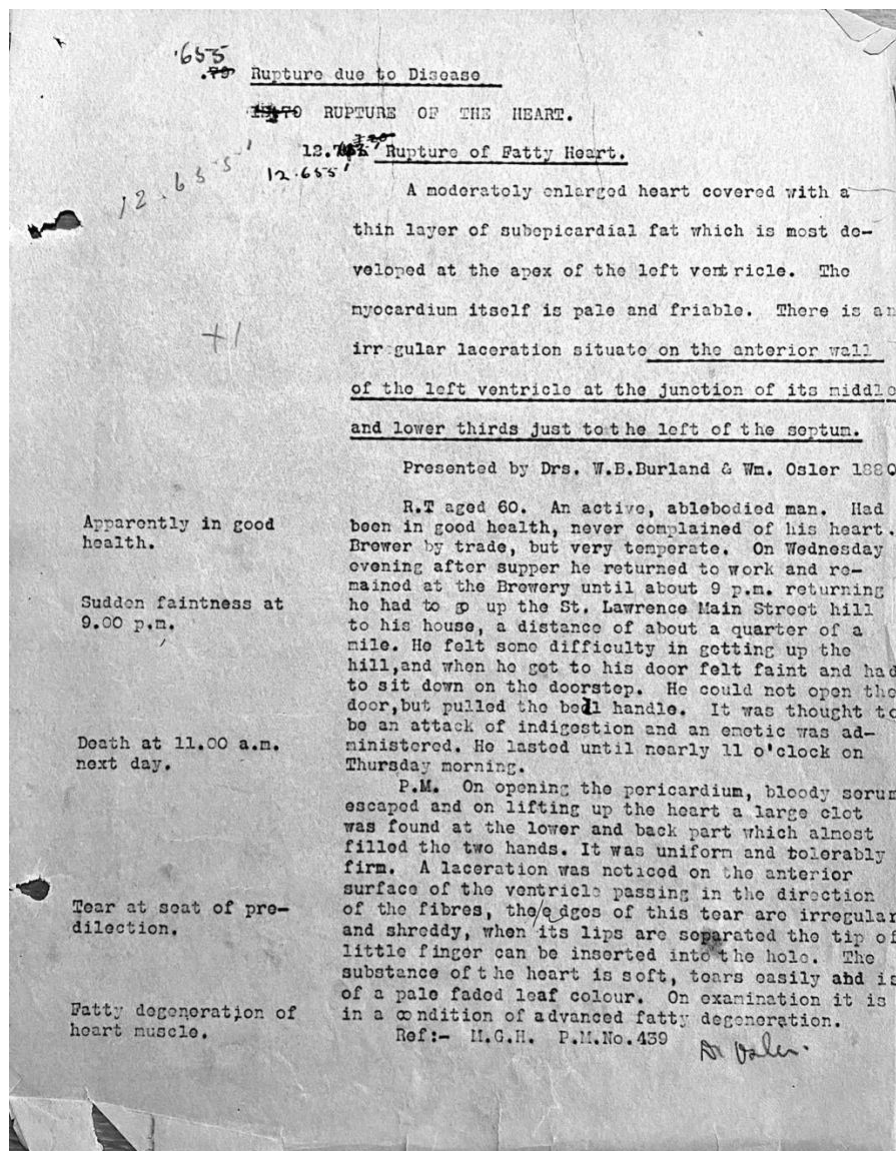 .655
.79 Rupture due to Disease
RUPTURE OF THE HEART.
12. Rupture of Fatty Heart.
12.655'
12.655'
A moderately enlarged heart covered with a
thin layer of subepicardial fat which is most de-
veloped at the apex of the left ventricle. The
myocardium itself is pale and friable. There is an
+1
irregular laceration situate on the anterior wall
of the left ventricle at the junction of its middle
and lower thirds just to the left of the septum.
Presented by Drs. W.B.Burland & Wm. Osler 1880
Apparently in good
health.
Sudden faintness at
9.00 p.m.
Death at 11.00 a.m.
next day.
Tear at seat of pre-
dilection.
Fatty degeneration of
heart muscle.
R.T aged 60. An active, ablebodied man. Had
been in good health, never complained of his heart.
Brewer by trade, but very temperate. On Wednesday
evening after supper he returned to work and re-
mained at the Brewery until about 9 p.m. returning
he had to go up the St. Lawrence Main Street hill
to his house, a distance of about a quarter of a
mile. He felt some difficulty in getting up the
hill,and when he got to his door felt faint and had
to sit down on the doorstep. He could not open the
door,but pulled the bell handle. It was thought to
be an attack of indigestion and an emetic was ad-
ministered. He lasted until nearly 11 o'clock on
Thursday morning.
P.M. On opening the pericardium, bloody serum
escaped and on lifting up the heart a large clot
was found at the lower and back part which almost
filled the two hands. It was uniform and tolerably
firm. A laceration was noticed on the anterior
surface of the ventricle passing in the direction
of the fibres, the/edges of this tear are irregular
and shreddy, when its lips are separated the tip of
little finger can be inserted into the hole. The
substance of the heart is soft, tears easily and is
of a pale faded leaf colour. On examination it is
in a condition of advanced fatty degeneration.
Ref:- M.G.H. P.M.No.439
Dr Osler.